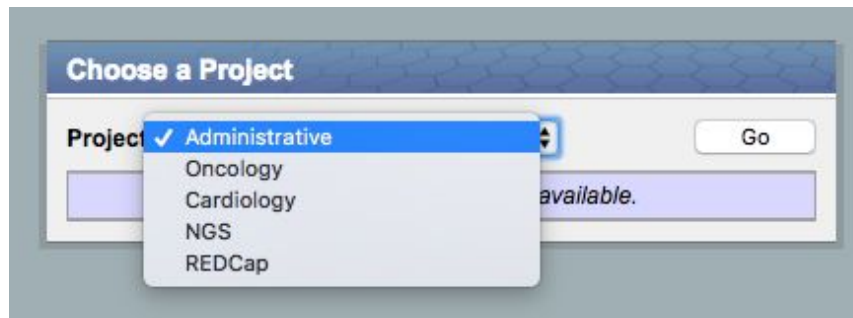 Choose a Project
Project ✓ Administrative Go
Oncology
Cardiology available.
NGS
REDCap